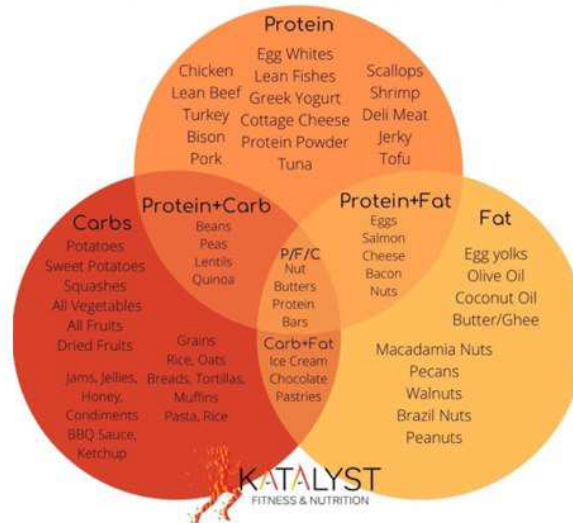 Protein
Egg Whites
Lean Fishes
Greek Yogurt
Cottage Cheese
Protein Powder
Tuna
Chicken
Lean Beef
Turkey
Bison
Pork
Scallops
Shrimp
Deli Meat
Jerky
Tofu
Carbs
Potatoes
Sweet Potatoes
Squashes
All Vegetables
All Fruits
Dried Fruits
Jams, Jellies,
Honey,
Condiments
BBQ Sauce,
Ketchup
Grains
Rice, Oats
Breads, Tortillas,
Muffins
Pasta, Rice
Protein+Carb
Beans
Peas
Lentils
Quinoa
P/F/C
Nut
Butters
Protein
Bars
Carb+Fat
Ice Cream
Chocolate
Pastries
Protein+Fat
Eggs
Salmon
Cheese
Bacon
Nuts
Fat
Egg yolks
Olive Oil
Coconut Oil
Butter/Ghee
Macadamia Nuts
Pecans
Walnuts
Brazil Nuts
Peanuts
KATALYST
FITNESS & NUTRITION